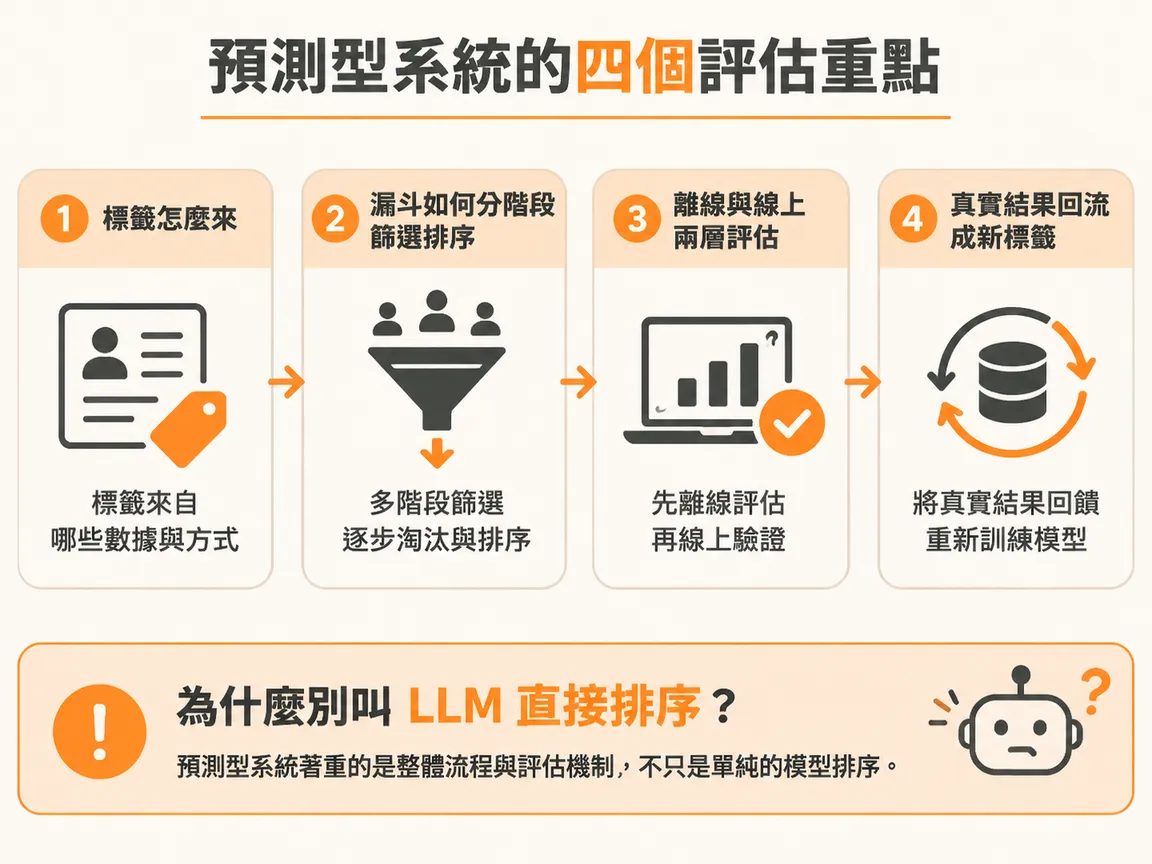 預測型系統的四個評估重點
1 標籤怎麼來
標籤來自
哪些數據與方式
2 漏斗如何分階段
篩選排序
多階段篩選
逐步淘汰與排序
3 離線與線上
兩層評估
?
先離線評估
再線上驗證
4 真實結果回流
成新標籤
將真實結果回饋
重新訓練模型
!
為什麼別叫 LLM 直接排序？
預測型系統著重的是整體流程與評估機制，不只是單純的模型排序。
?